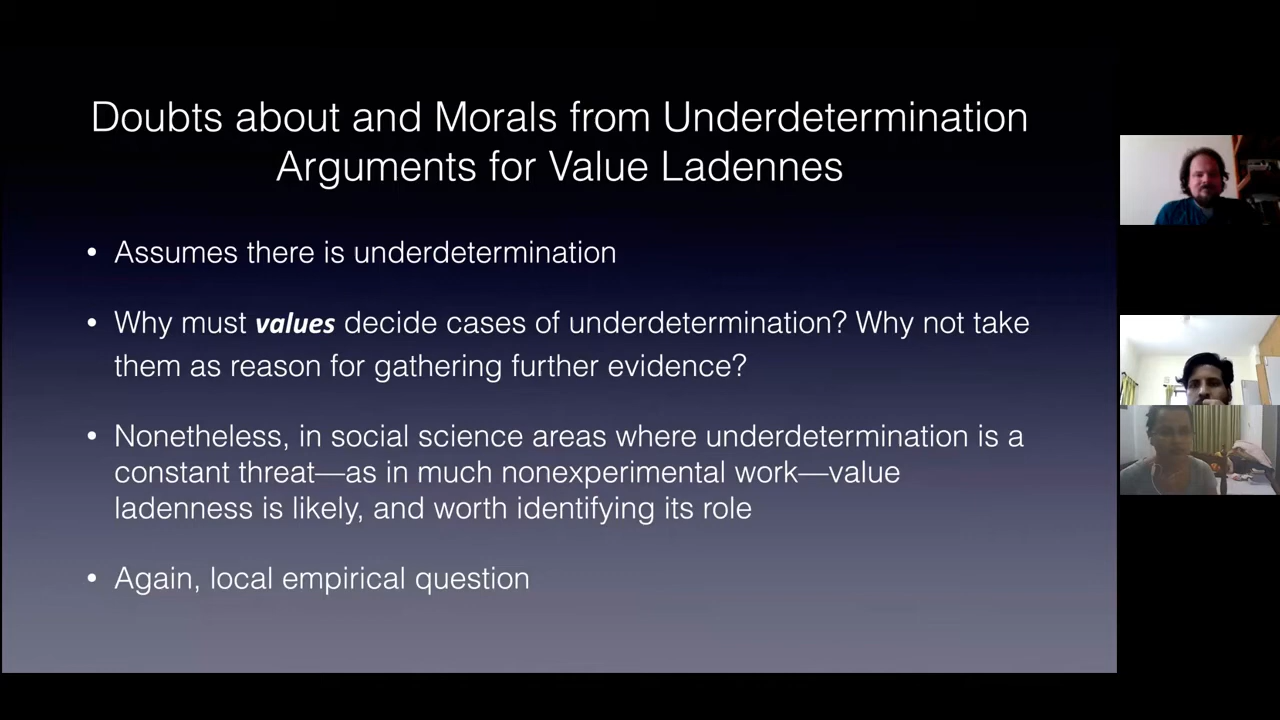 Doubts about and Morals from Underdetermination
Arguments for Value Ladennes
• Assumes there is underdetermination
• Why must values decide cases of underdetermination? Why not take
them as reason for gathering further evidence?
• Nonetheless, in social science areas where underdetermination is a
constant threat—as in much nonexperimental work—value
ladenness is likely, and worth identifying its role
• Again, local empirical question